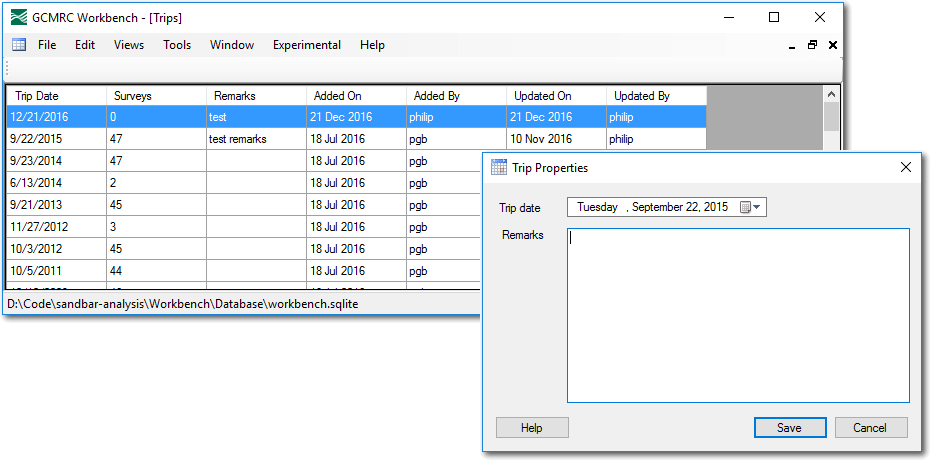 GCMRC Workbench - [Trips]
File Edit Views Tools Window Experimental Help
Trip Date Surveys Remarks Added On Added By Updated On Updated By
12/21/2016 0 test 21 Dec 2016 philip 21 Dec 2016 philip
9/22/2015 47 test remarks 18 Jul 2016 pgb 10 Nov 2016 philip
9/23/2014 47 18 Jul 2016 pgb
6/13/2014 2 18 Jul 2016 pgb
9/21/2013 45 18 Jul 2016 pgb
11/27/2012 3 18 Jul 2016 pgb
10/3/2012 45 18 Jul 2016 pgb
10/5/2011 44 18 Jul 2016 pgb
D:\Code\sandbar-analysis\Workbench\Database\workbench.sqlite
Trip Properties
Trip date Tuesday , September 22, 2015
Remarks
Help Save Cancel